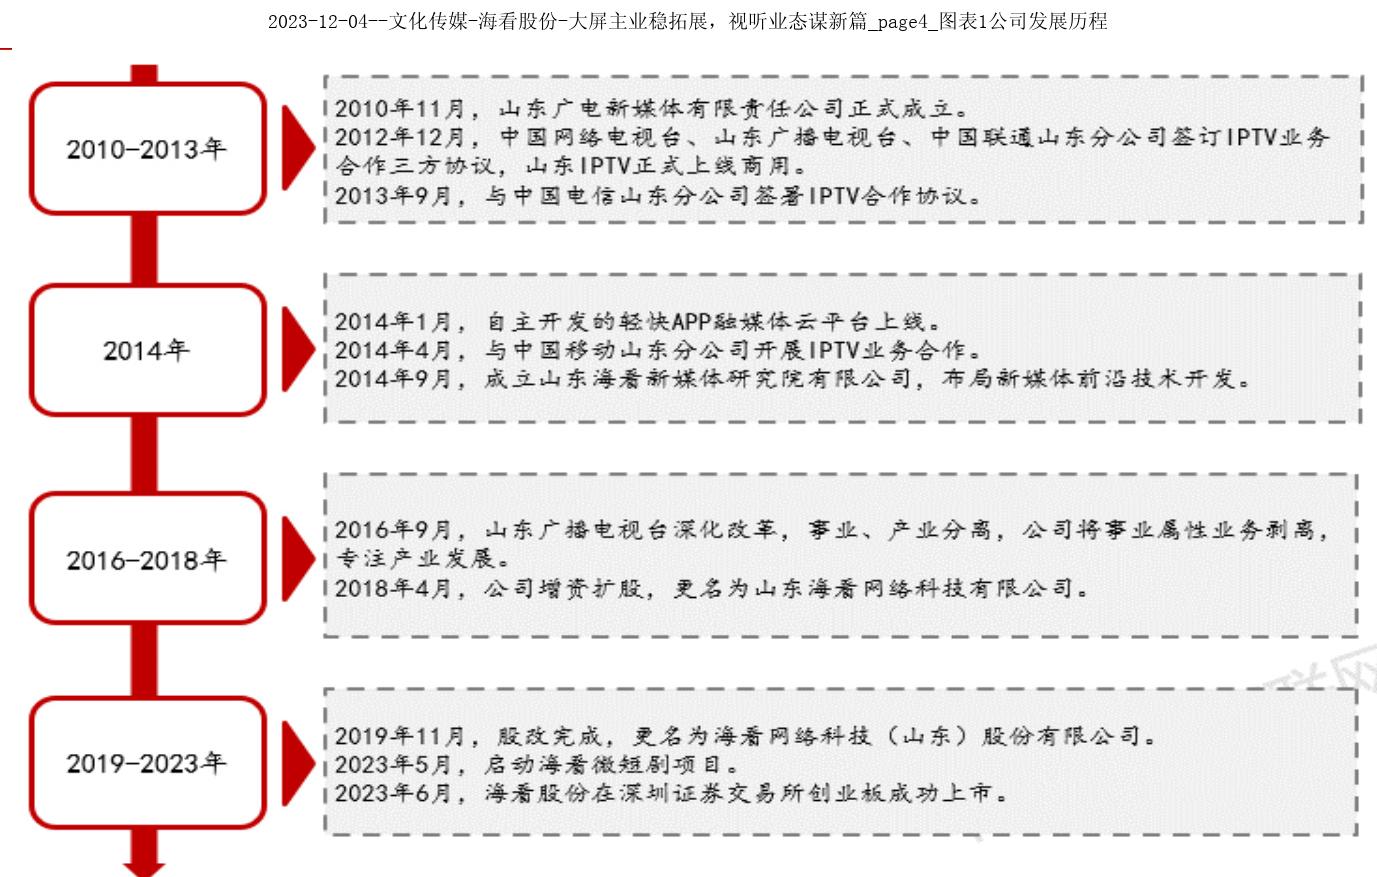 2023-12-04--文化传媒-海看股份-大屏主业稳拓展，视听业态谋新篇_page4_图表1公司发展历程
2010-2013年
2010年11月，山东广电新媒体有限责任公司正式成立。
2012年12月，中国网络电视台、山东广播电视台、中国联通山东分公司签订IPTV业务
合作三方协议，山东IPTV正式上线商用。
2013年9月，与中国电信山东分公司签署IPTV合作协议。
2014年
2014年1月，自主开发的轻快APP融媒体云平台上线。
2014年4月，与中国移动山东分公司开展IPTV业务合作。
2014年9月，成立山东海看新媒体研究院有限公司，布局新媒体前沿技术开发。
2016-2018年
2016年9月，山东广播电视台深化改革，事业、产业分离，公司将事业属性业务剥离，
专注产业发展。
2018年4月，公司增资扩股，更名为山东海看网络科技有限公司。
2019-2023年
2019年11月，股改完成，更名为海看网络科技（山东）股份有限公司。
2023年5月，启动海看微短剧项目。
2023年6月，海看股份在深圳证券交易所创业板成功上市。